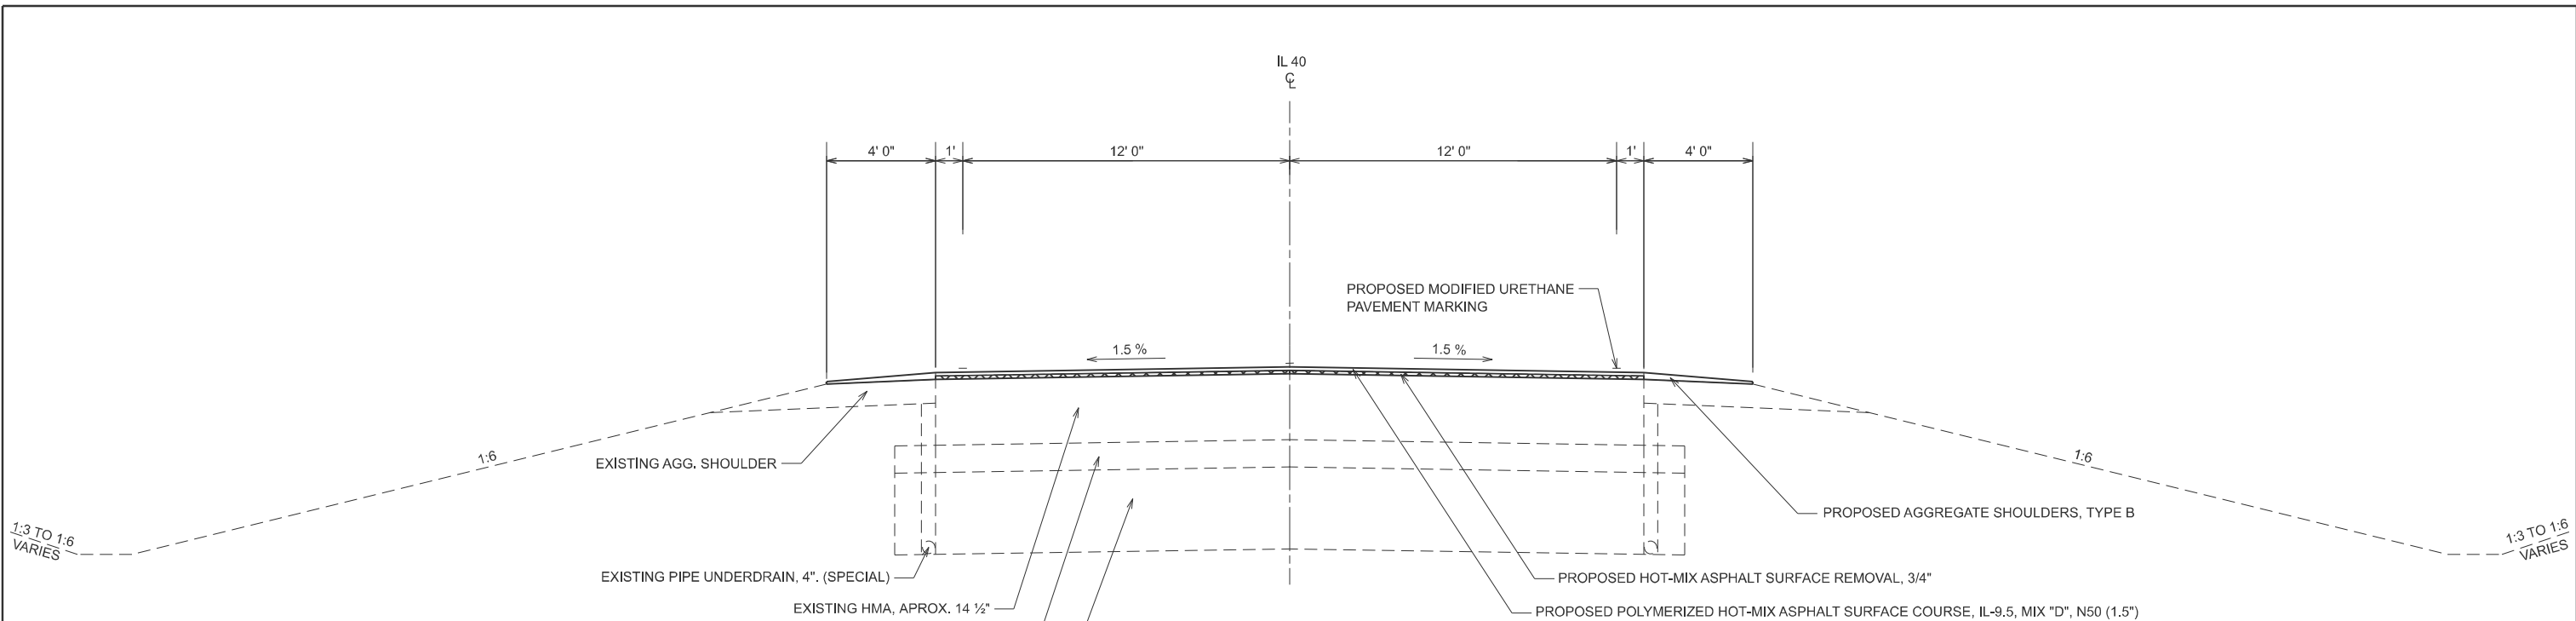 IL 40
℄
4' 0"
1'
12' 0"
12' 0"
1'
4' 0"
PROPOSED MODIFIED URETHANE
PAVEMENT MARKING
1.5 %
1.5 %
EXISTING AGG. SHOULDER
1:6
1:6
PROPOSED AGGREGATE SHOULDERS, TYPE B
1:3 TO 1:6
VARIES
1:3 TO 1:6
VARIES
EXISTING PIPE UNDERDRAIN, 4". (SPECIAL)
PROPOSED HOT-MIX ASPHALT SURFACE REMOVAL, 3/4"
EXISTING HMA, APROX. 14 ½"
PROPOSED POLYMERIZED HOT-MIX ASPHALT SURFACE COURSE, IL-9.5, MIX "D", N50 (1.5")